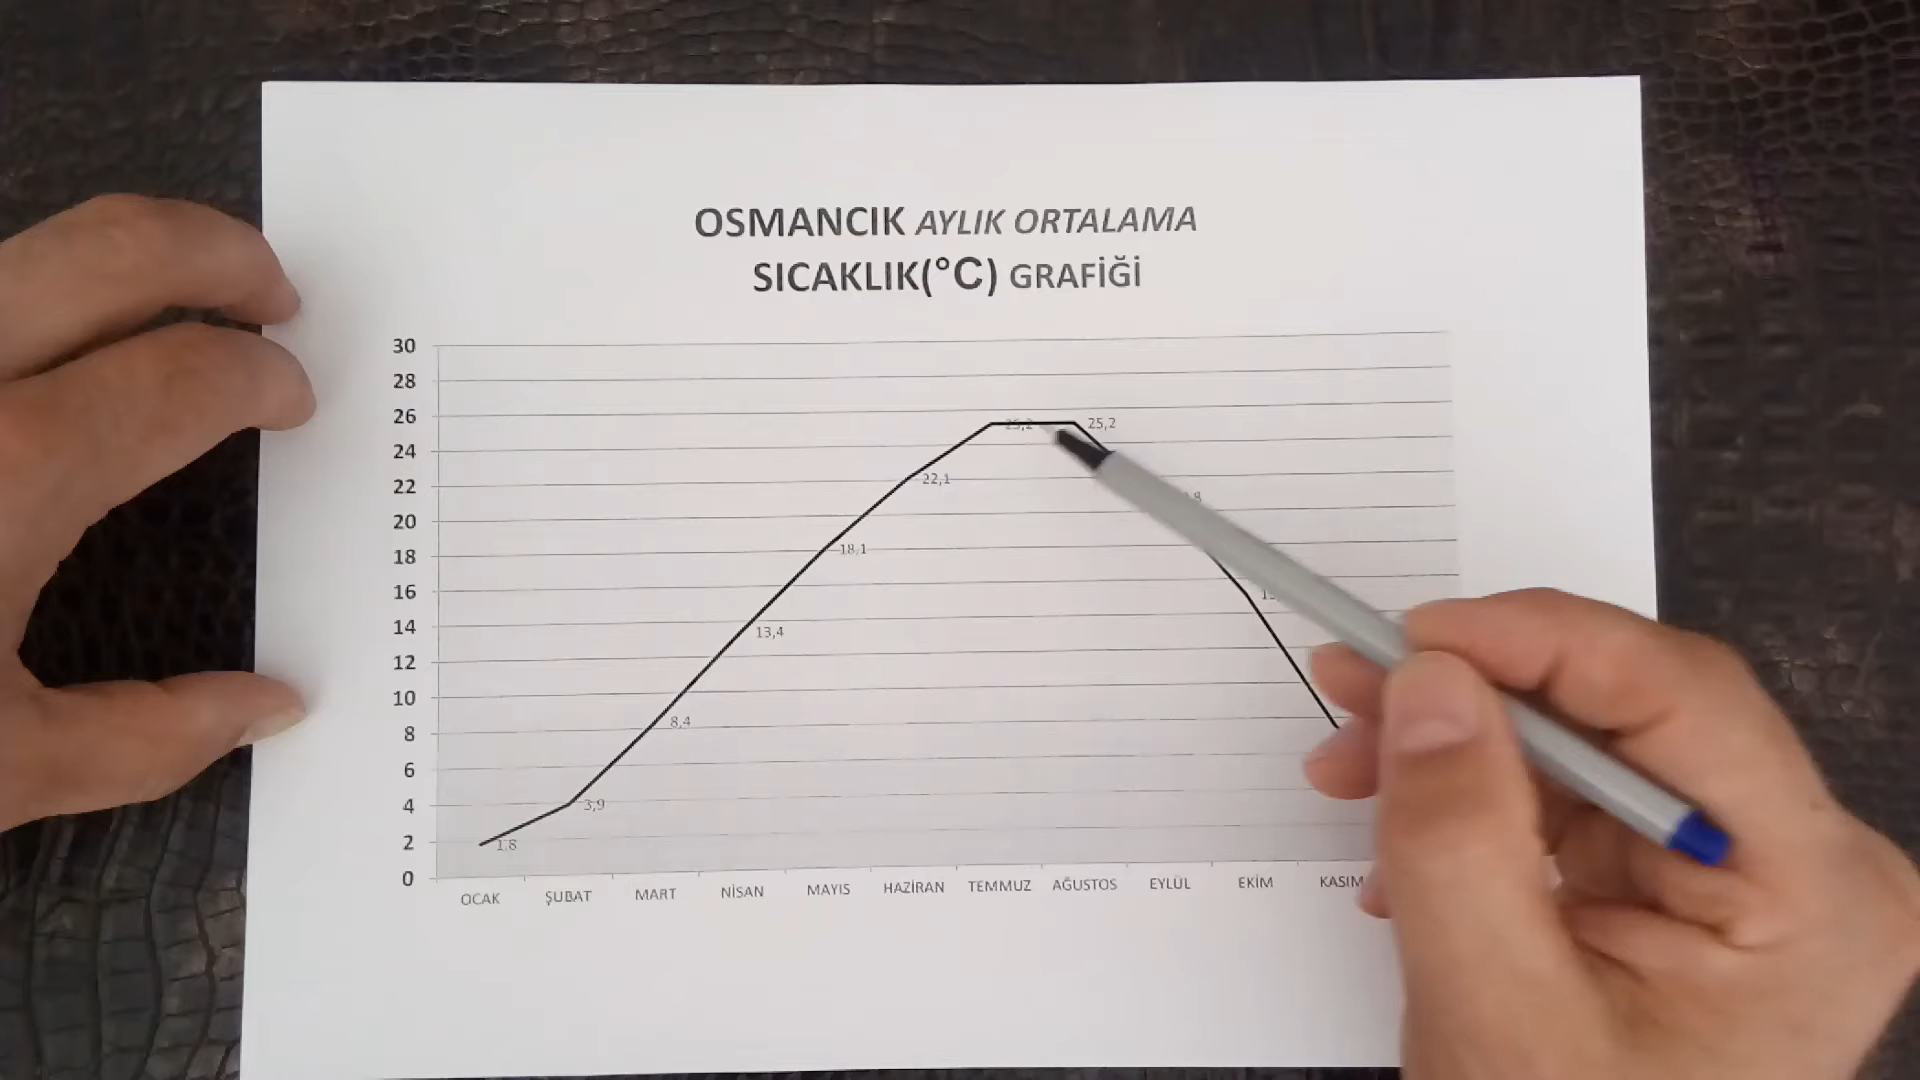 OSMANCIK AYLIK ORTALAMA
SICAKLIK(°C) GRAFİĞİ
30
28
26
24
22
20
18
16
14
12
10
8
6
4
2
0
1,8
3,9
8,4
13,4
18,1
22,1
25,2
25,2
OCAK
ŞUBAT
MART
NİSAN
MAYIS
HAZİRAN
TEMMUZ
AĞUSTOS
EYLÜL
EKİM
KASIM